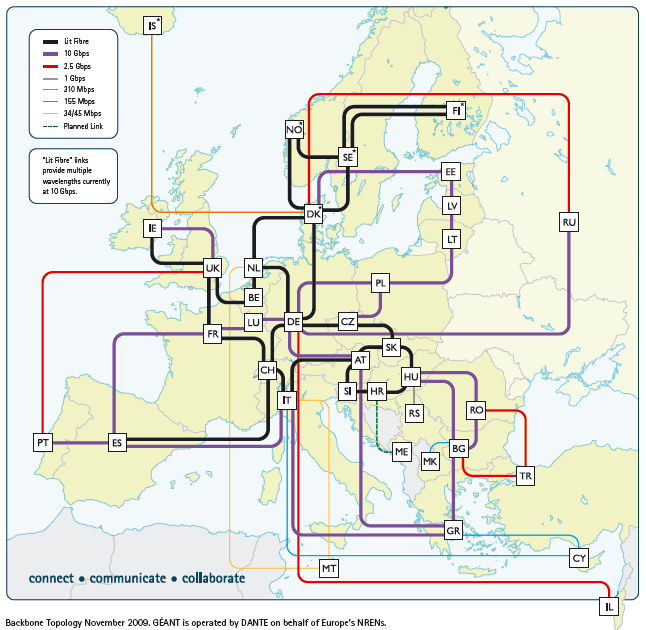 IS*
Lit Fibre
10 Gbps
2.5 Gbps
1 Gbps
310 Mbps
155 Mbps
34/45 Mbps
Planned Link
"Lit Fibre" links
provide multiple
wavelengths currently
at 10 Gbps.
FI*
NO*
SE*
EE
LV
DK*
RU
IE
LT
UK
NL
PL
BE
LU
DE
CZ
FR
SK
AT
CH
HU
SI
HR
IT
RO
RS
PT
ES
BG
ME
MK
TR
GR
CY
MT
connect • communicate • collaborate
IL
Backbone Topology November 2009. GÉANT is operated by DANTE on behalf of Europe's NRENs.